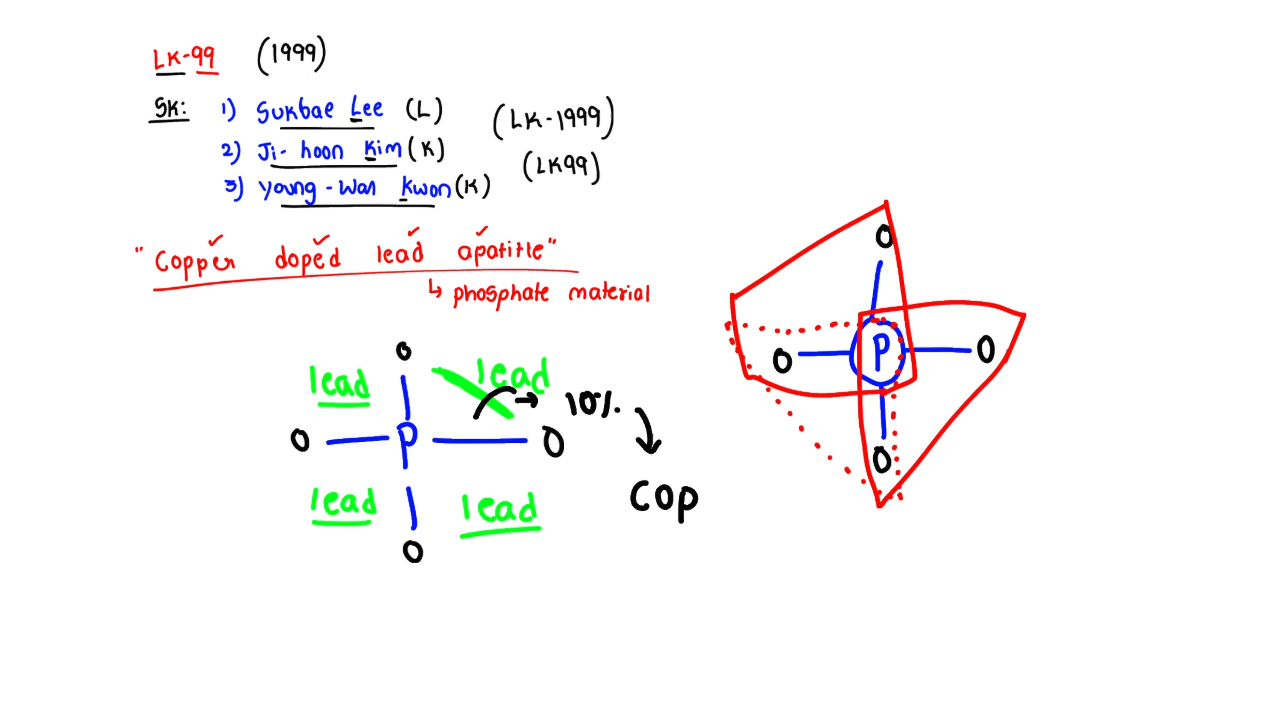 LK-99 (1999)
SK: 1) Sukbae Lee (L) (LK-1999)
2) Ji-hoon Kim (K) (LK99)
3) Young-Wan Kwon (K)
"Copper doped lead apatitle"
↳ phosphate material
O
lead lead
O P O
10%.
lead lead
O
Cop
O
O P O
O